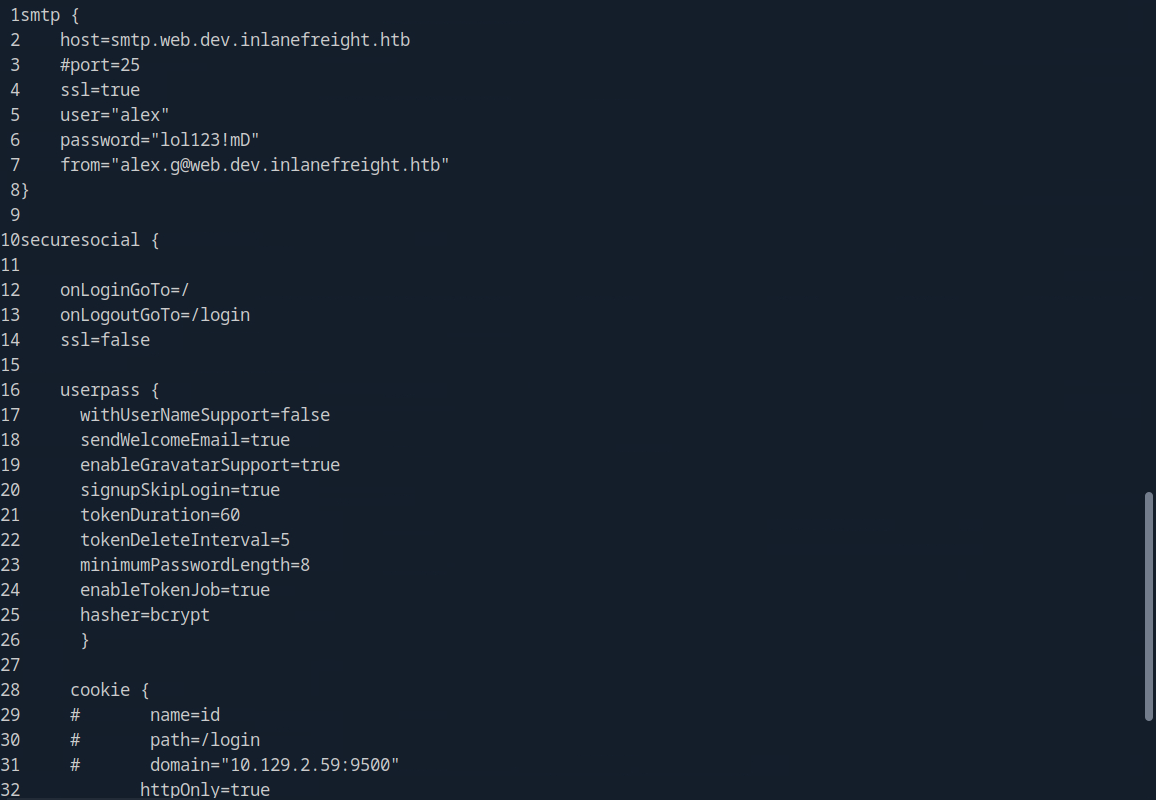 1smtp {
2    host=smtp.web.dev.inlanefreight.htb
3    #port=25
4    ssl=true
5    user="alex"
6    password="lol123!mD"
7    from="alex.g@web.dev.inlanefreight.htb"
8}
9
10securesocial {
11
12    onLoginGoTo=/
13    onLogoutGoTo=/login
14    ssl=false
15
16    userpass {
17      withUserNameSupport=false
18      sendWelcomeEmail=true
19      enableGravatarSupport=true
20      signupSkipLogin=true
21      tokenDuration=60
22      tokenDeleteInterval=5
23      minimumPasswordLength=8
24      enableTokenJob=true
25      hasher=bcrypt
26      }
27
28     cookie {
29     #       name=id
30     #       path=/login
31     #       domain="10.129.2.59:9500"
32            httpOnly=true